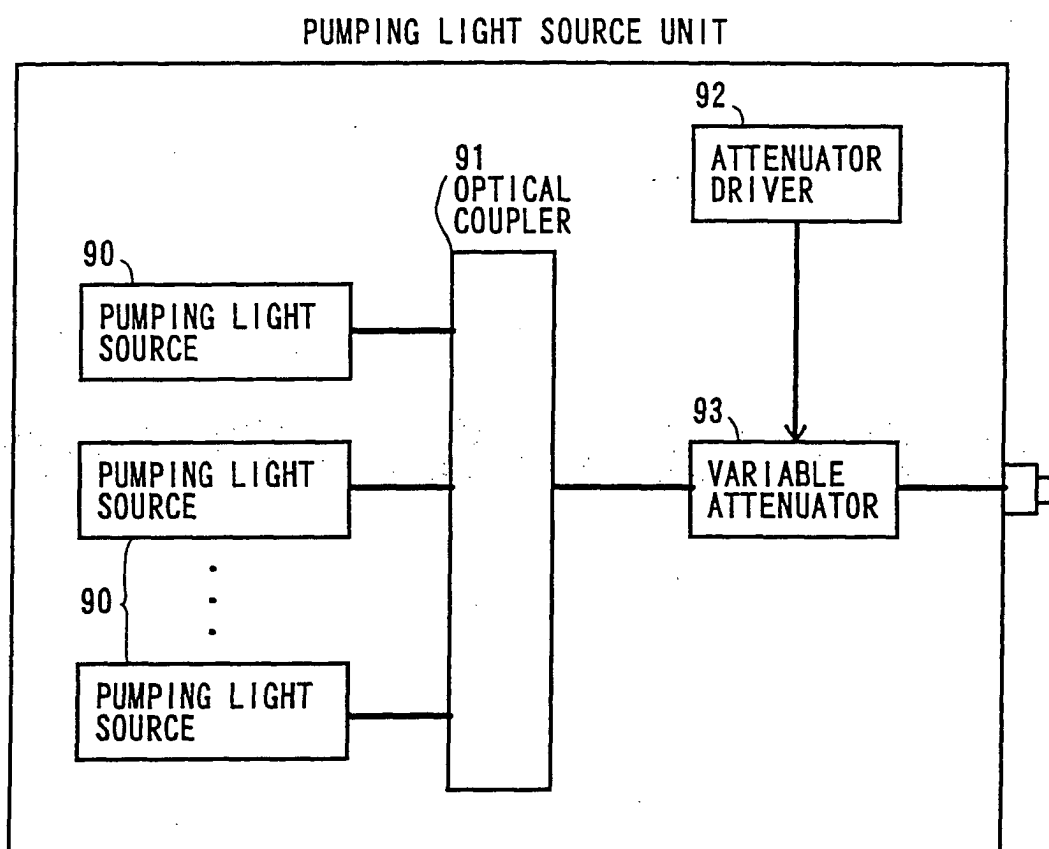 PUMPING LIGHT SOURCE UNIT
92
ATTENUATOR
DRIVER
91
OPTICAL
COUPLER
90
PUMPING LIGHT
SOURCE
93
PUMPING LIGHT
SOURCE
VARIABLE
ATTENUATOR
90
PUMPING LIGHT
SOURCE